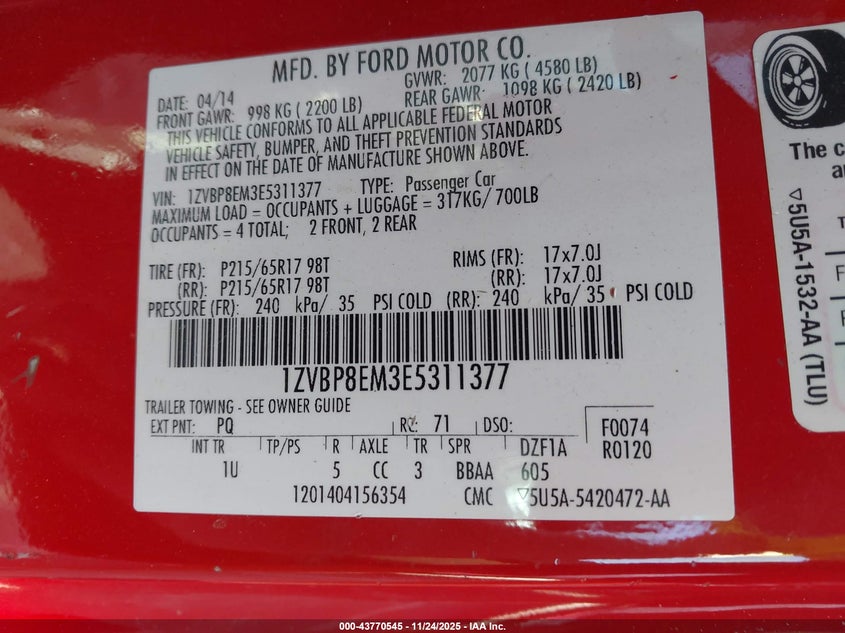 MFD. BY FORD MOTOR CO.
DATE: 04/14 GVWR: 2077 KG ( 4580 LB)
FRONT GAWR: 998 KG ( 2200 LB) REAR GAWR: 1098 KG ( 2420 LB)
THIS VEHICLE CONFORMS TO ALL APPLICABLE FEDERAL MOTOR
VEHICLE SAFETY, BUMPER, AND THEFT PREVENTION STANDARDS
IN EFFECT ON THE DATE OF MANUFACTURE SHOWN ABOVE.
VIN: 1ZVBP8EM3E5311377 TYPE: Passenger Car
MAXIMUM LOAD = OCCUPANTS + LUGGAGE = 317KG/ 700LB
OCCUPANTS = 4 TOTAL; 2 FRONT, 2 REAR
TIRE (FR): P215/65R17 98T RIMS (FR): 17x7.0J
(RR): P215/65R17 98T (RR): 17x7.0J
PRESSURE (FR): 240 kPa/ 35 PSI COLD (RR): 240 kPa/ 35 PSI COLD
1ZVBP8EM3E5311377
TRAILER TOWING - SEE OWNER GUIDE
EXT PNT: PQ RC: 71 DSO: F0074
INT TR TP/PS R AXLE TR SPR DZF1A R0120
1U 5 CC 3 BBAA 605
1201404156354 CMC ▽5U5A-5420472-AA
The c
▽5U5A-1532-AA (TLU)
000-43770545 - 11/24/2025 - IAA Inc.